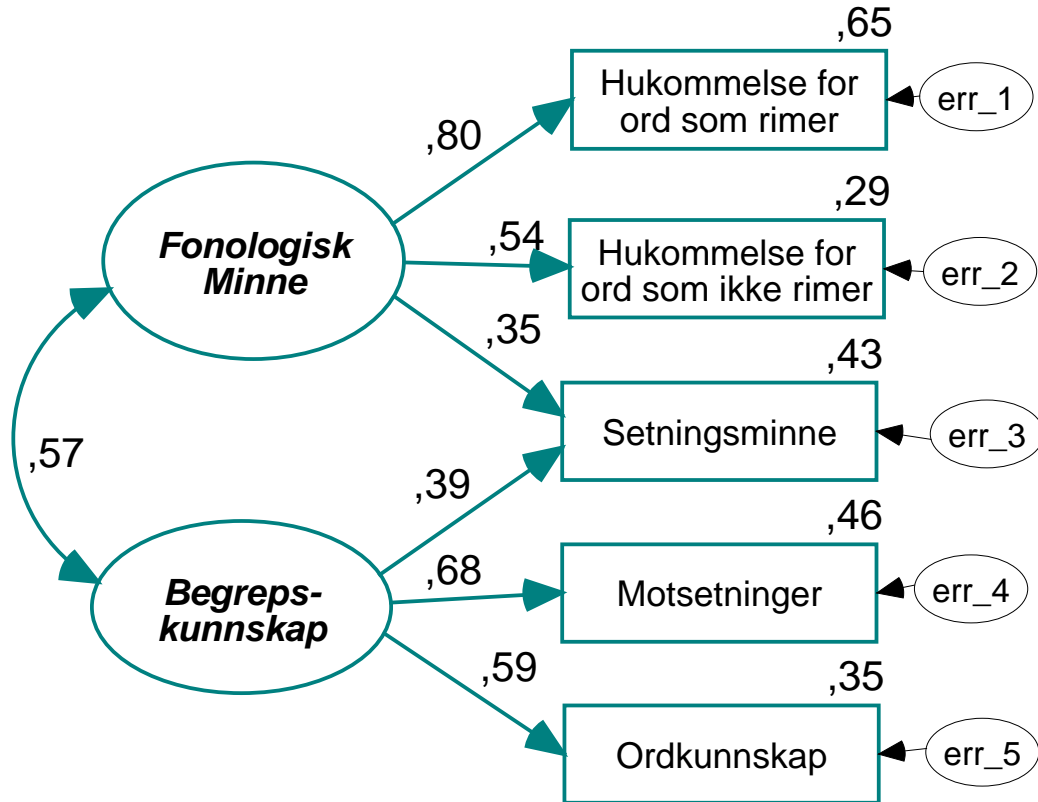 ,65
Hukommelse for
ord som rimer
err_1
,80
,29
Fonologisk
Minne
,54
Hukommelse for
ord som ikke rimer
err_2
,35
,43
Setningsminne
err_3
,57
,39
,46
Begreps-
kunnskap
,68
Motsetninger
err_4
,59
,35
Ordkunnskap
err_5